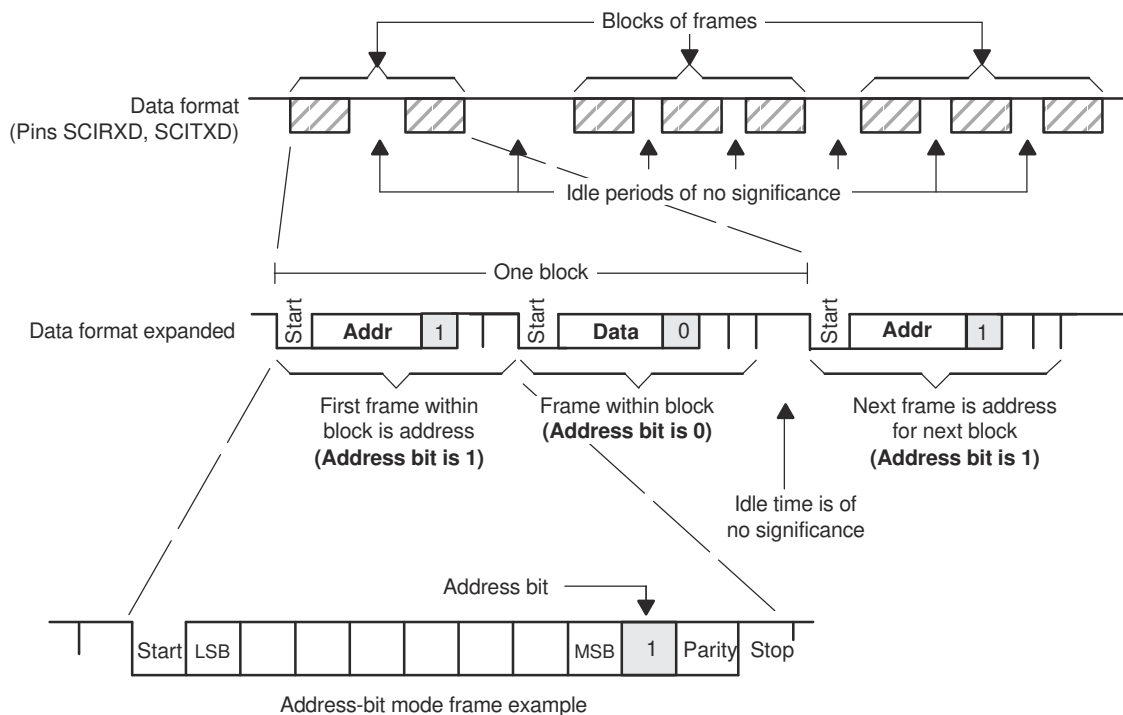 Blocks of frames
Data format
(Pins SCIRXD, SCITXD)
Idle periods of no significance
One block
Data format expanded
Start
Addr
1
Start
Data
0
Start
Addr
1
First frame within
block is address
(Address bit is 1)
Frame within block
(Address bit is 0)
Next frame is address
for next block
(Address bit is 1)
Idle time is of
no significance
Address bit
Start
LSB
MSB
1
Parity
Stop
Address-bit mode frame example